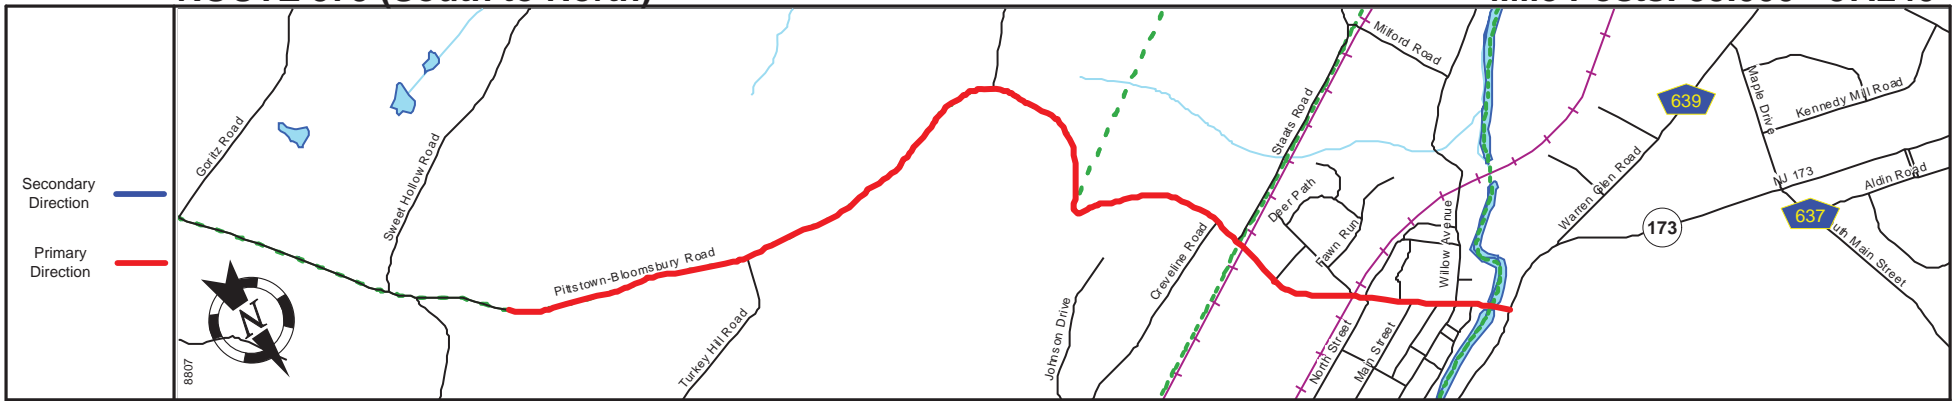 Secondary
Direction
Primary
Direction
Goritz Road
Sweet Hollow Road
Pittstown-Bloomsbury Road
Turkey Hill Road
Johnson Drive
Creveline Road
Staats Road
Deer Path
Fawn Run
North Street
Main Street
Willow Avenue
Milford Road
Warren Glen Road
639
Maple Drive
Kennedy Mill Road
NJ 173
Aldin Road
173
637
uth Main Street
N
8807